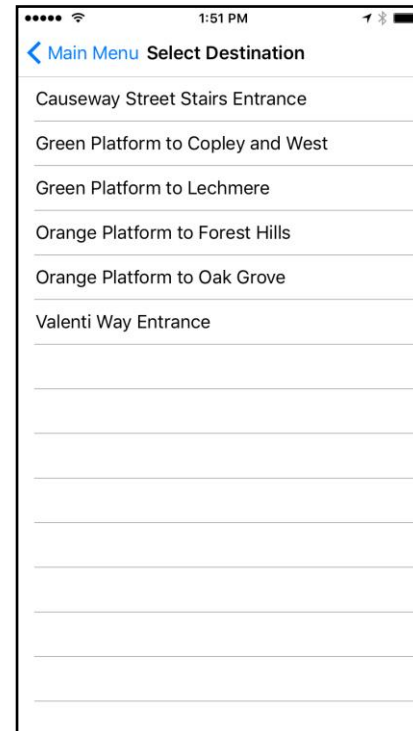 1:51 PM
Main Menu Select Destination
Causeway Street Stairs Entrance
Green Platform to Copley and West
Green Platform to Lechmere
Orange Platform to Forest Hills
Orange Platform to Oak Grove
Valenti Way Entrance